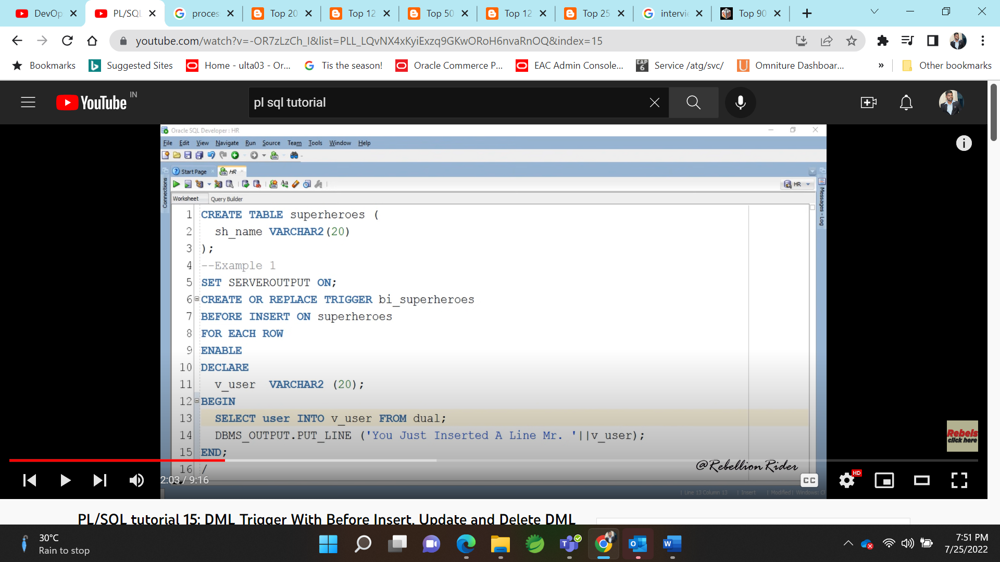 DevOp
PL/SQL
proces
Top 20
Top 12
Top 50
Top 12
Top 25
intervie
Top 90
youtube.com/watch?v=-OR7zLzCh_I&list=PLL_LQvNX4xKyiExzq9GKwORoH6nvaRnOQ&index=15
Bookmarks
Suggested Sites
Home - ulta03 - Or...
Tis the season!
Oracle Commerce P...
EAC Admin Console...
EAP 6
Service /atg/svc/
Omniture Dashboar...
»
Other bookmarks
YouTube IN
pl sql tutorial
Oracle SQL Developer : HR
File Edit View Navigate Run Source Team Tools Window Help
Start Page
HR
HR
Connections
Messages - Log
Worksheet Query Builder
1 CREATE TABLE superheroes (
2 sh_name VARCHAR2(20)
3 );
4 --Example 1
5 SET SERVEROUTPUT ON;
6 CREATE OR REPLACE TRIGGER bi_superheroes
7 BEFORE INSERT ON superheroes
8 FOR EACH ROW
9 ENABLE
10 DECLARE
11 v_user VARCHAR2 (20);
12 BEGIN
13 SELECT user INTO v_user FROM dual;
14 DBMS_OUTPUT.PUT_LINE ('You Just Inserted A Line Mr. '||v_user);
15 END;
16 /
Rebels
click here
@Rebellion Rider
2:03 / 9:16
CC
HD
Line 13 Column 13 | Insert | Modified | Windows: C
PL/SQL tutorial 15: DML Trigger With Before Insert, Update and Delete DML
30°C
Rain to stop
7:51 PM
7/25/2022